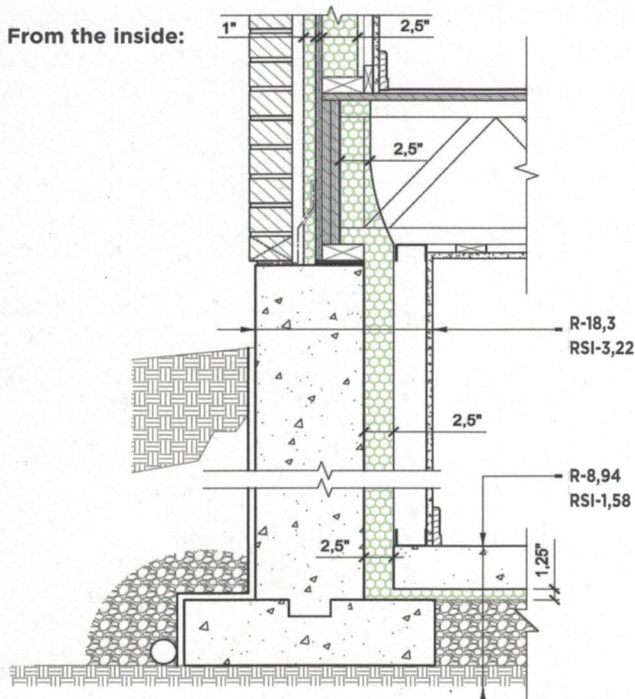 From the inside:
1"
2,5"
2,5"
R-18,3
RSI-3,22
2,5"
R-8,94
RSI-1,58
2,5"
1,25"